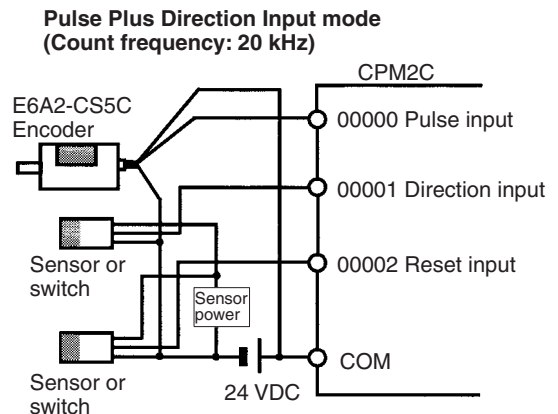 Pulse Plus Direction Input mode
(Count frequency: 20 kHz)
CPM2C
E6A2-CS5C
Encoder
00000 Pulse input
00001 Direction input
Sensor or
switch
00002 Reset input
Sensor
power
COM
24 VDC
Sensor or
switch